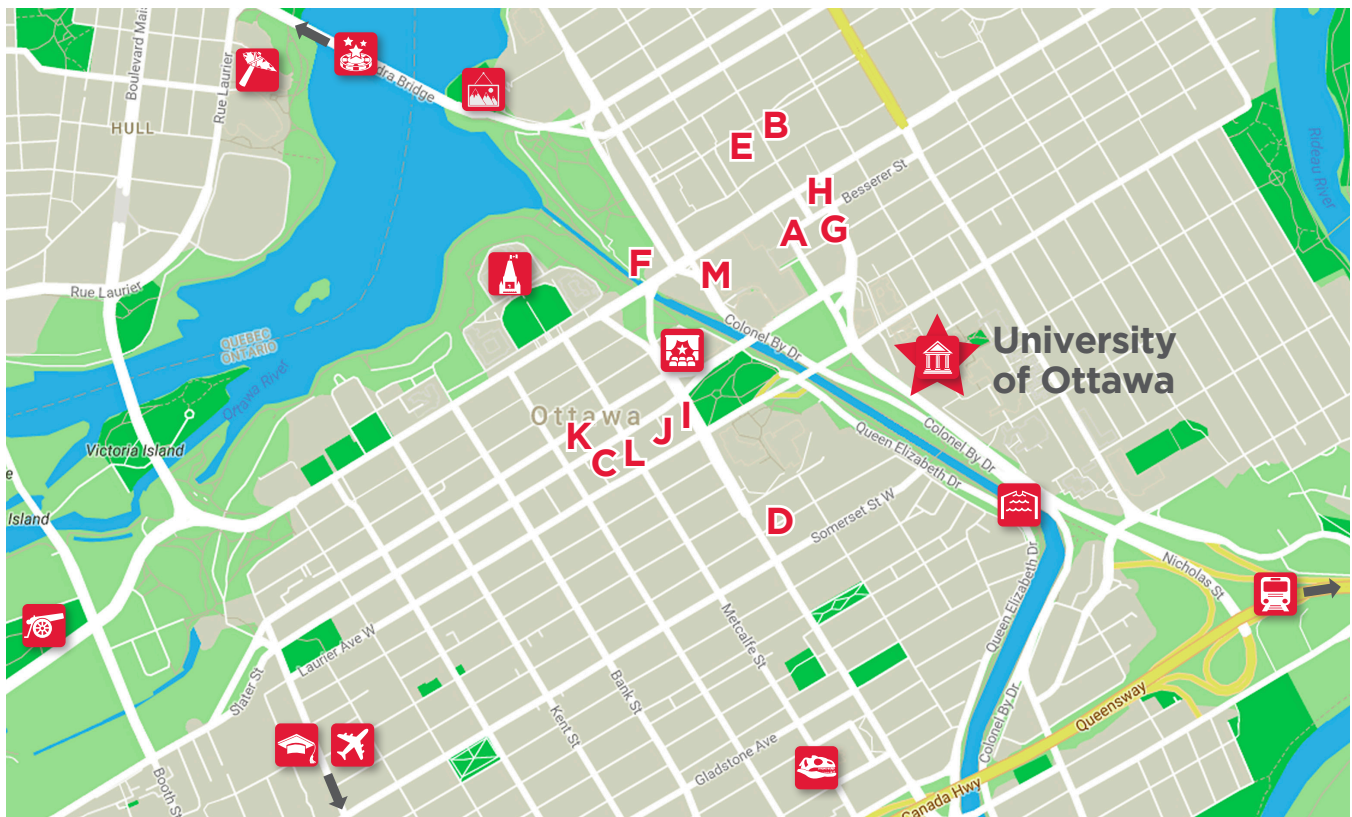 Boulevard Mais
Rue Laurier
HULL
dra Bridge
B
E
Besserer St
H
A
G
Rideau River
F
M
Rue Laurier
QUEBEC
ONTARIO
Ottawa River
Colonel By Dr
University
of Ottawa
Ottawa
I
J
K
L
C
Victoria Island
e
Island
Queen Elizabeth Dr
Colonel By Dr
D
Somerset St W
Nicholas St
Queen Elizabeth Dr
Laurier Ave W
Metcalfe St
Slater St
Bank St
Kent St
Colonel By Dr
Queensway
Gladstone Ave
Booth St
Canada Hwy